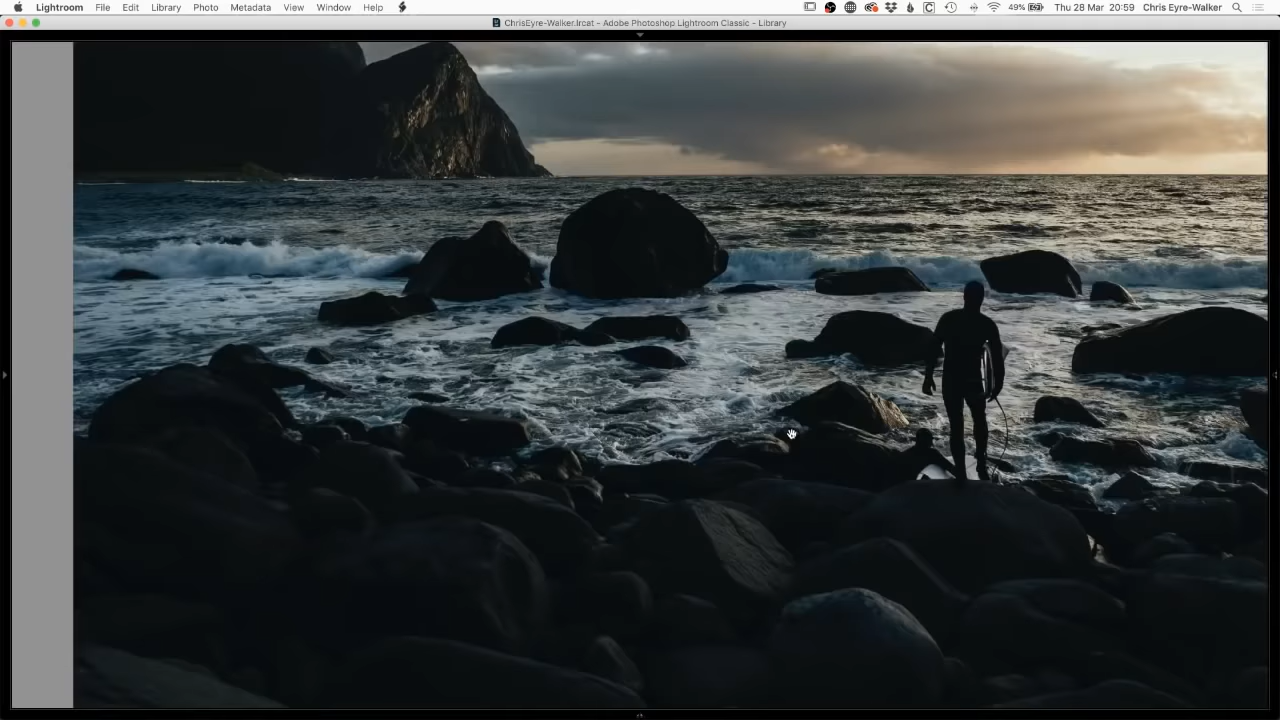 Lightroom File Edit Library Photo Metadata View Window Help 49% Thu 28 Mar 20:59 Chris Eyre-Walker
ChrisEyre-Walker.lrcat - Adobe Photoshop Lightroom Classic - Library